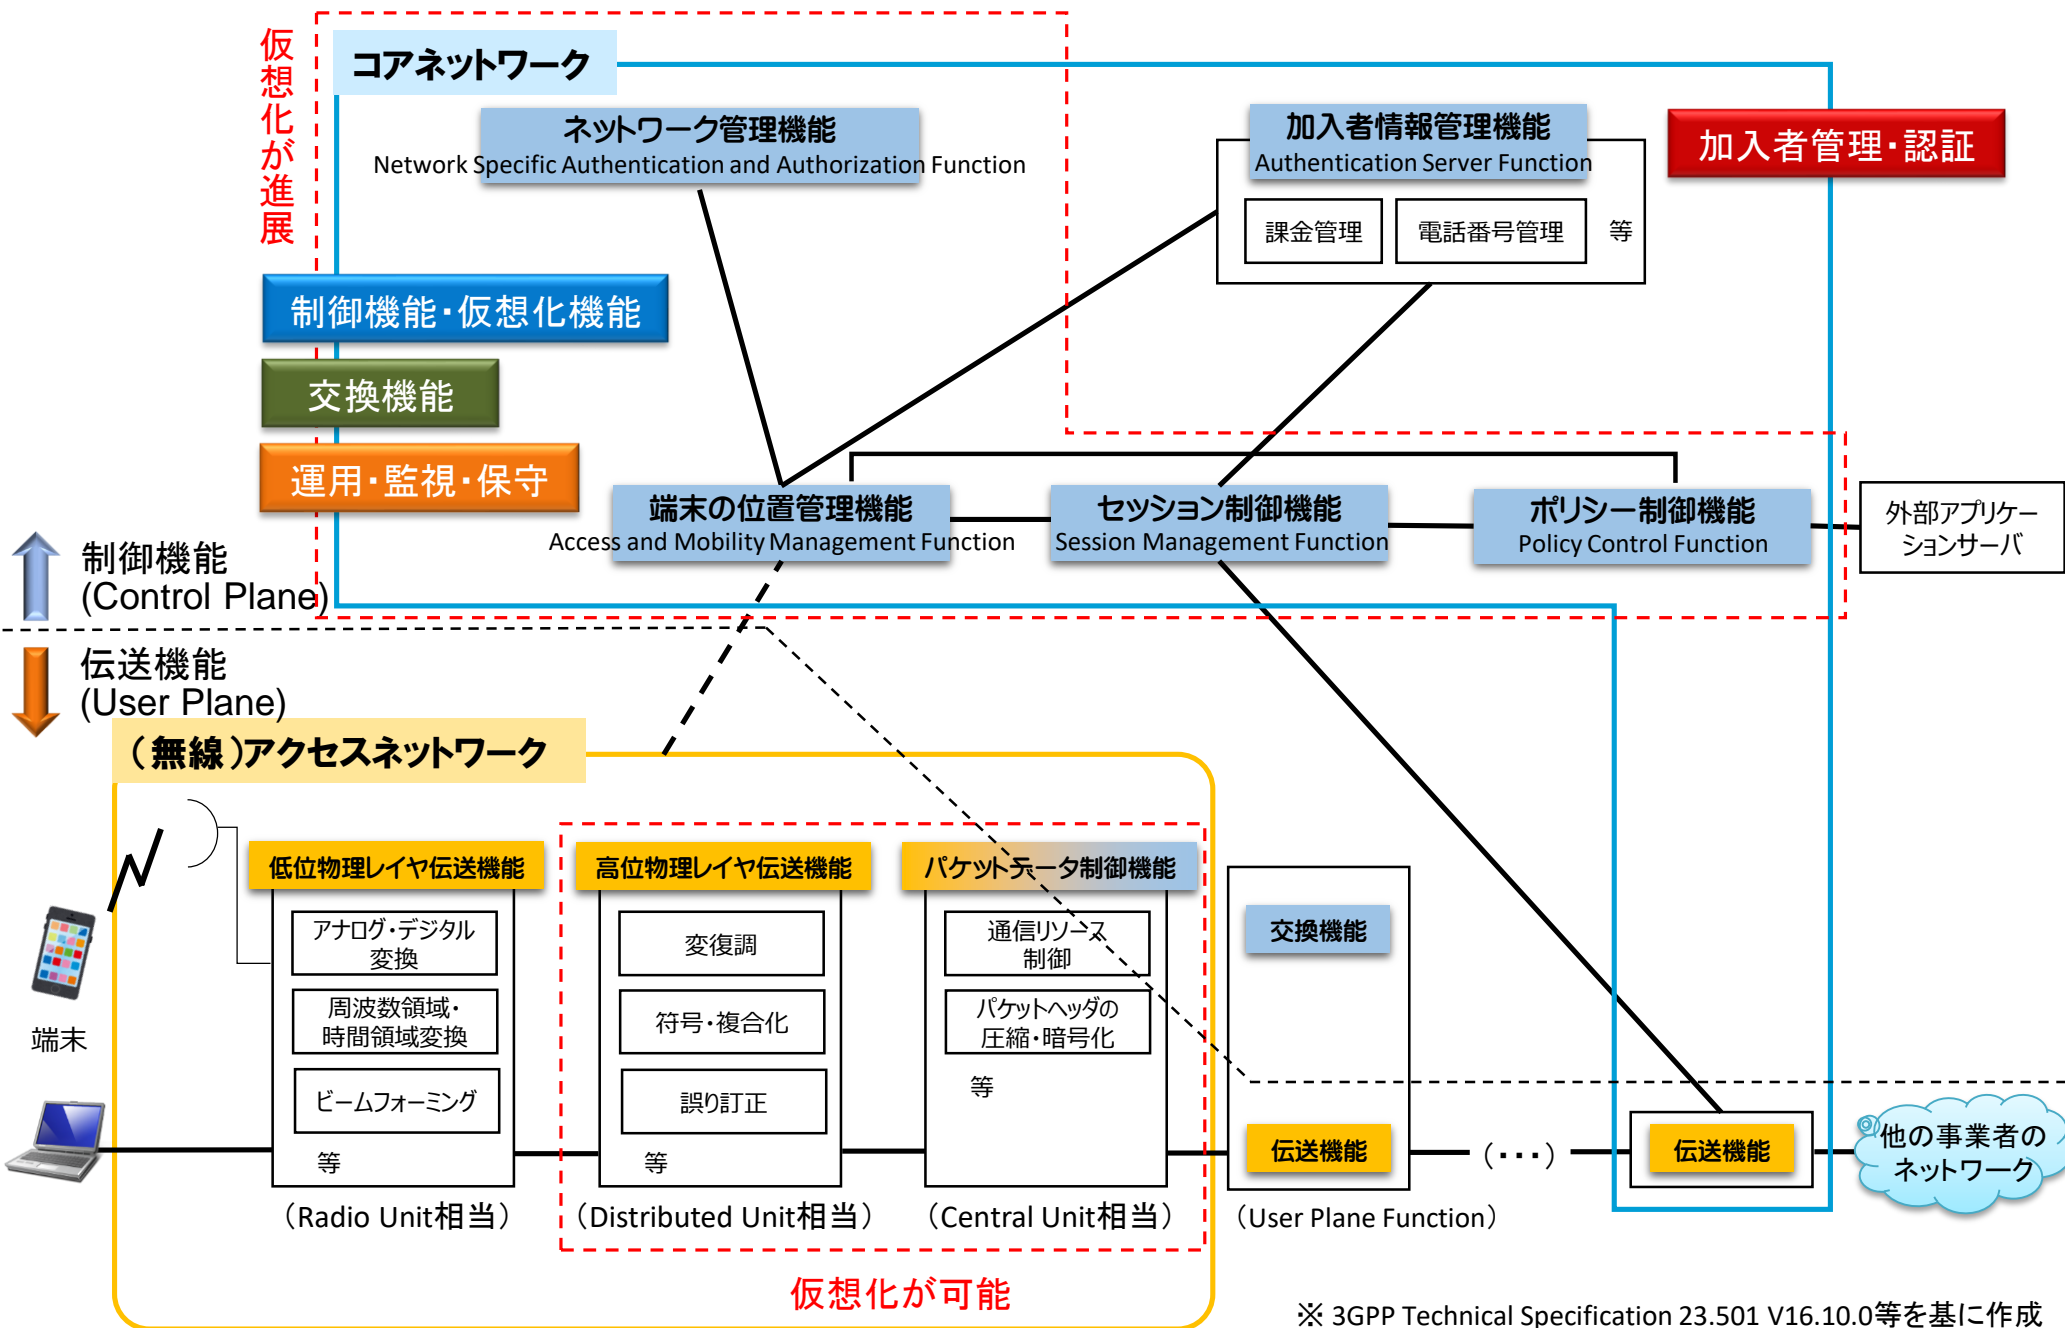 仮想化が進展
コアネットワーク
ネットワーク管理機能
Network Specific Authentication and Authorization Function
加入者情報管理機能
Authentication Server Function
課金管理
電話番号管理
等
加入者管理・認証
制御機能・仮想化機能
交換機能
運用・監視・保守
端末の位置管理機能
Access and Mobility Management Function
セッション制御機能
Session Management Function
ポリシー制御機能
Policy Control Function
外部アプリケー
ションサーバ
制御機能
(Control Plane)
伝送機能
(User Plane)
（無線）アクセスネットワーク
低位物理レイヤ伝送機能
アナログ・デジタル
変換
周波数領域・
時間領域変換
ビームフォーミング
等
（Radio Unit相当）
高位物理レイヤ伝送機能
変復調
符号・複合化
誤り訂正
等
（Distributed Unit相当）
パケットデータ制御機能
通信リソース
制御
パケットヘッダの
圧縮・暗号化
等
（Central Unit相当）
交換機能
伝送機能
（User Plane Function）
（・・・）
伝送機能
他の事業者の
ネットワーク
端末
仮想化が可能
※ 3GPP Technical Specification 23.501 V16.10.0等を基に作成